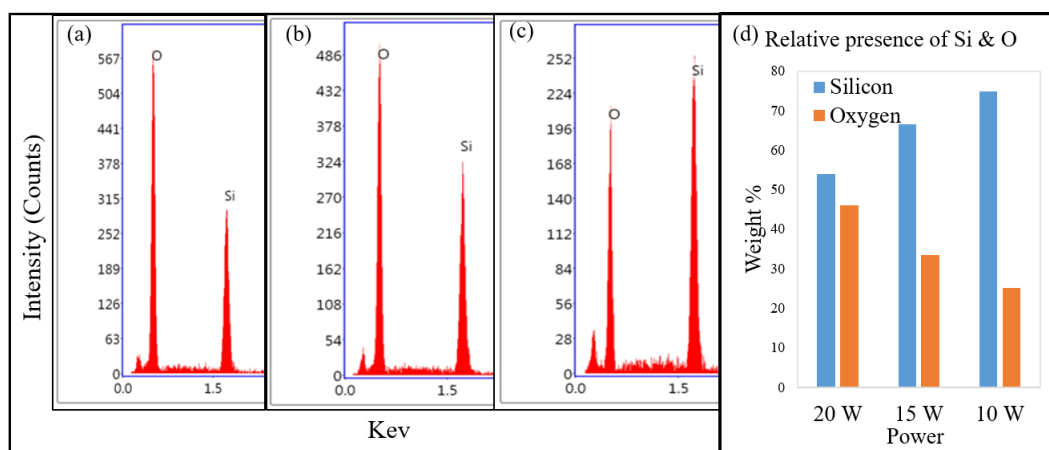 (a)
O
Si
567
504
441
378
315
252
189
126
63
0
0.0 1.5
(b)
O
Si
486
432
378
324
270
216
162
108
54
0
0.0 1.5
(c)
O
Si
252
224
196
168
140
112
84
56
28
0
0.0 1.5
Intensity (Counts)
Kev
(d) Relative presence of Si & O
Silicon
Oxygen
80
70
60
50
40
30
20
10
0
Weight %
20 W 15 W 10 W
Power